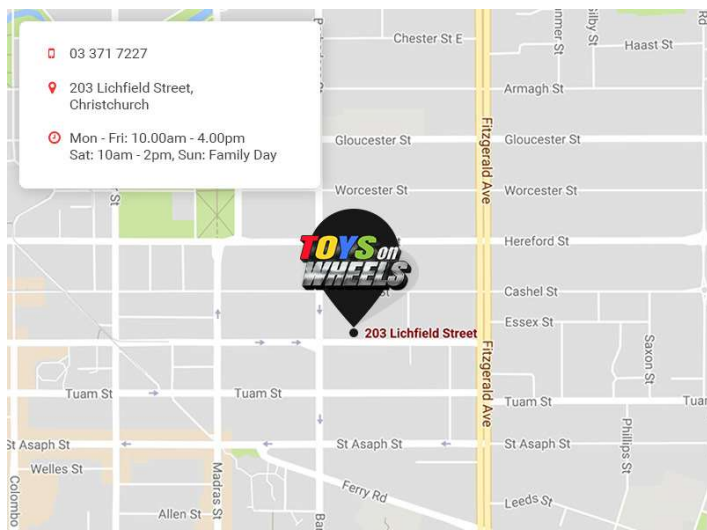 03 371 7227
203 Lichfield Street,
Christchurch
Mon - Fri: 10.00am - 4.00pm
Sat: 10am - 2pm, Sun: Family Day
Chester St E
Haast St
Armagh St
Fitzgerald Ave
Gloucester St
Gloucester St
Worcester St
Worcester St
Hereford St
TOYS on
WHEELS
Cashel St
203 Lichfield Street
Essex St
Fitzgerald Ave
Saxon St
Tuam St
Tuam St
Tuam St
St Asaph St
St Asaph St
St Asaph St
Phillips St
Welles St
Madras St
Colombo
Ferry Rd
Leeds St
Allen St
Rd